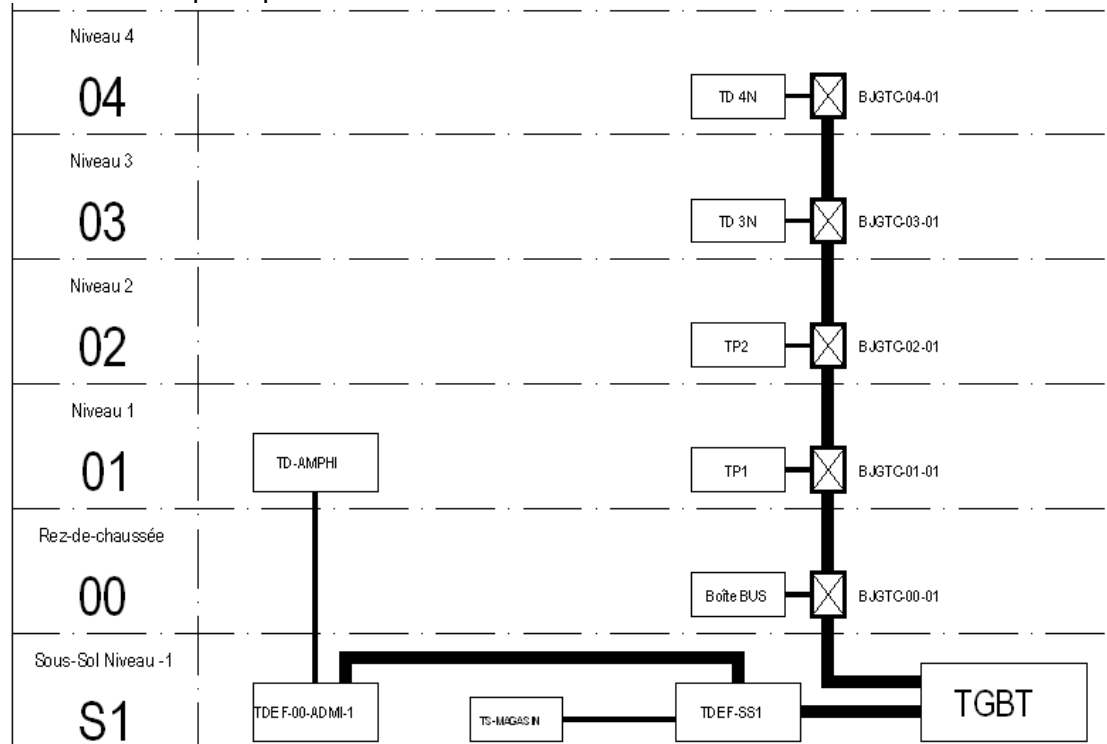 Niveau 4
04
TD 4N
BJGTC-04-01
Niveau 3
03
TD 3N
BJGTC-03-01
Niveau 2
02
TP2
BJGTC-02-01
Niveau 1
01
TD-AMPHI
TP1
BJGTC-01-01
Rez-de-chaussée
00
Boîte BUS
BJGTC-00-01
Sous-Sol Niveau -1
S1
TDEF-00-ADMI-1
TS-MAGASIN
TDEF-SS1
TGBT